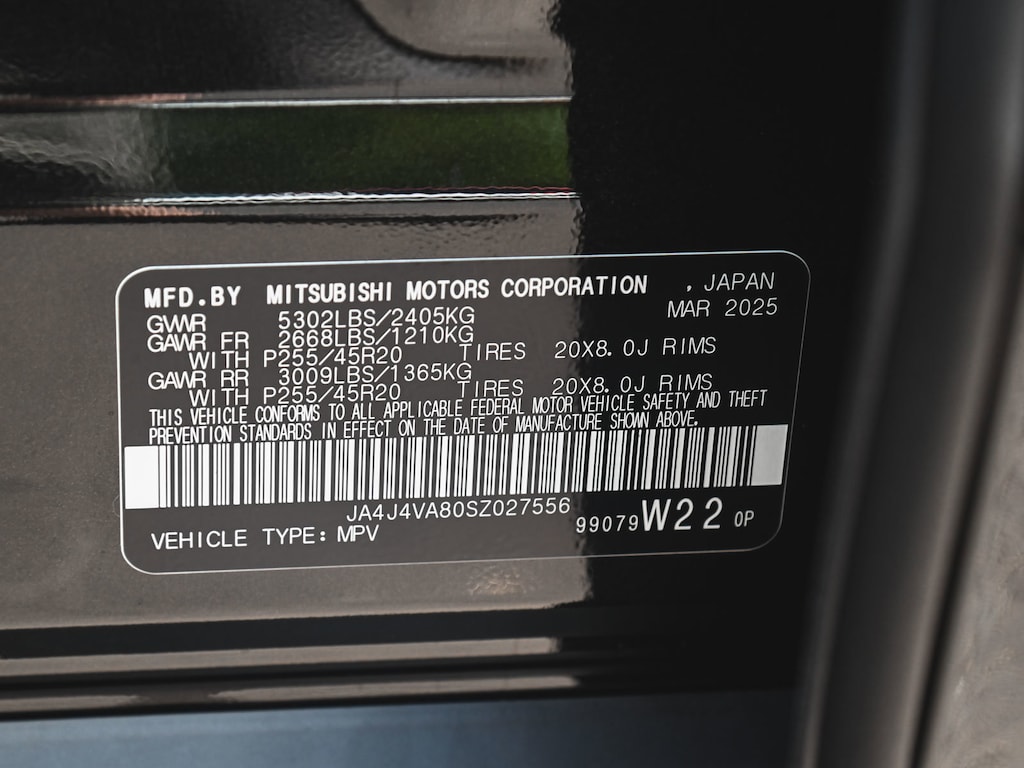 MFD.BY MITSUBISHI MOTORS CORPORATION , JAPAN
MAR 2025
GVWR 5302LBS/2405KG
GAWR FR 2668LBS/1210KG
WITH P255/45R20 TIRES 20X8.0J RIMS
GAWR RR 3009LBS/1365KG
WITH P255/45R20 TIRES 20X8.0J RIMS
THIS VEHICLE CONFORMS TO ALL APPLICABLE FEDERAL MOTOR VEHICLE SAFETY AND THEFT
PREVENTION STANDARDS IN EFFECT ON THE DATE OF MANUFACTURE SHOWN ABOVE.
JA4J4VA80SZ027556
VEHICLE TYPE: MPV 99079 W22 0P